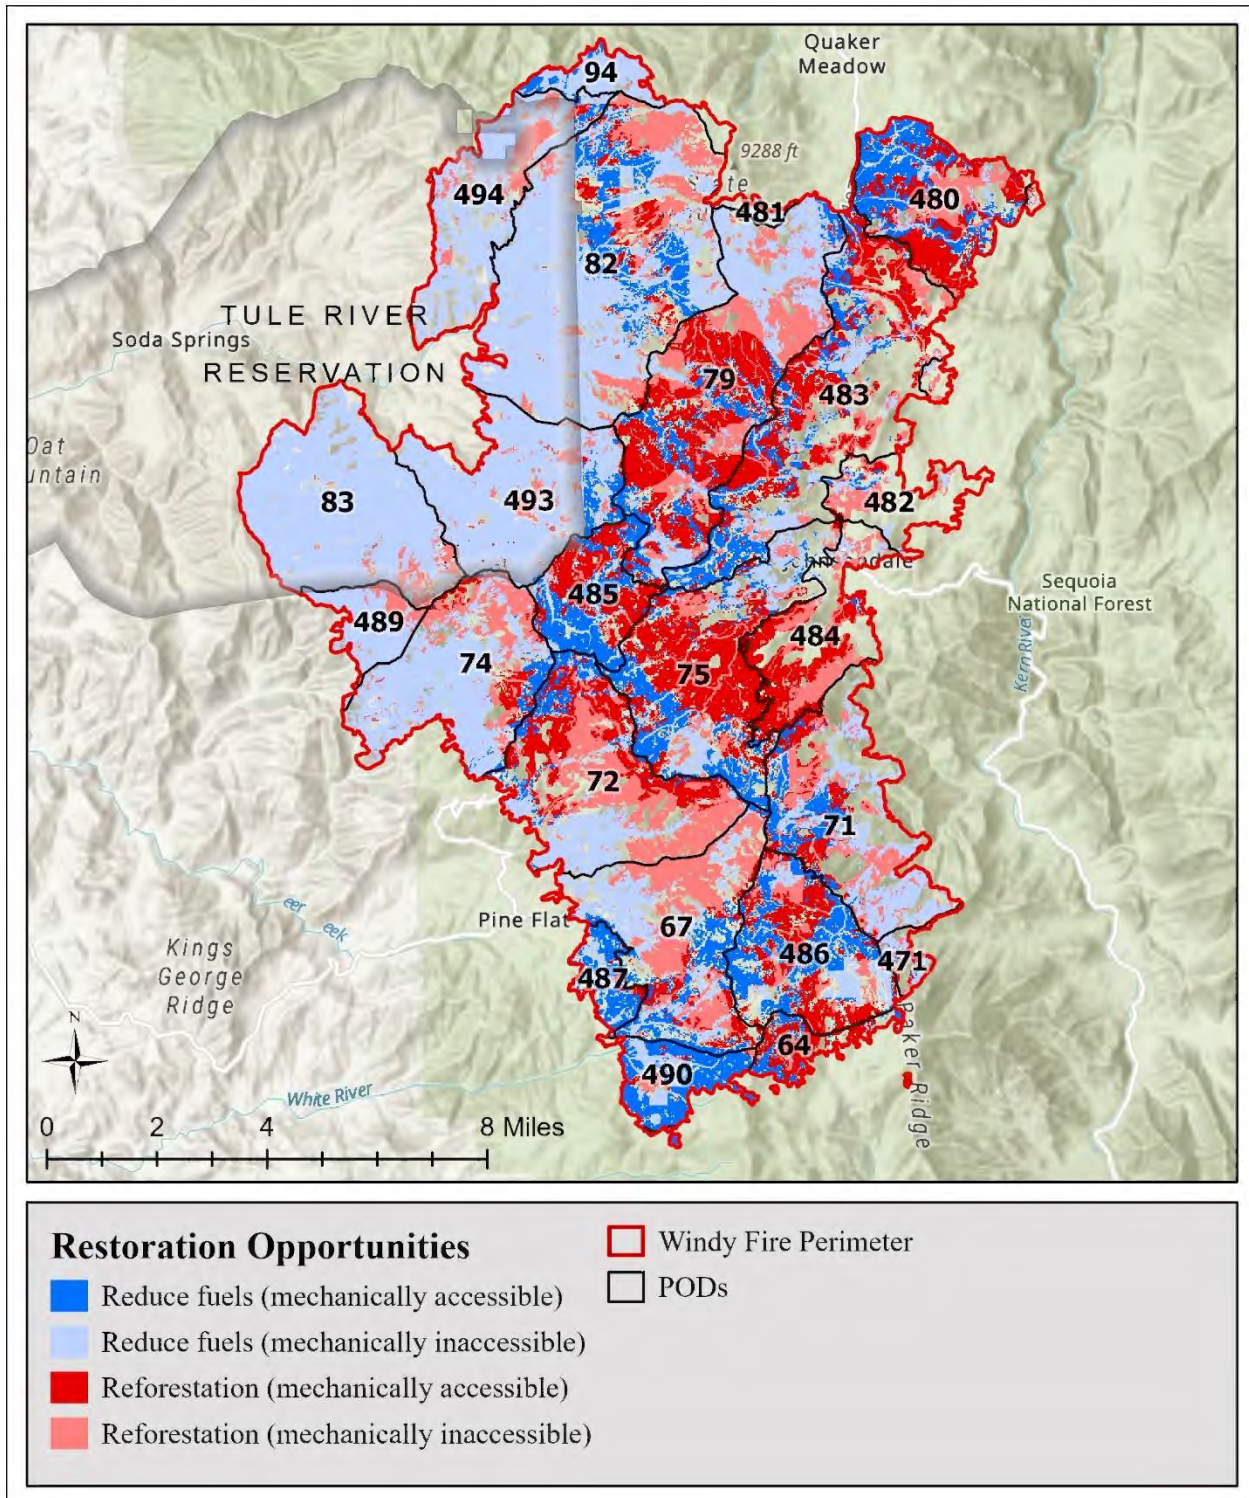 Quaker
Meadow
94
9288 ft
494
480
481
82
TULE RIVER
RESERVATION
Soda Springs
79
483
83
493
482
Sequoia
National Forest
485
489
484
74
75
Kern River
72
71
Pine Flat
67
Kings
George
Ridge
486
471
487
64
490
Baker Ridge
White River
N
0 2 4 8 Miles
Restoration Opportunities
Reduce fuels (mechanically accessible)
Reduce fuels (mechanically inaccessible)
Reforestation (mechanically accessible)
Reforestation (mechanically inaccessible)
Windy Fire Perimeter
PODs